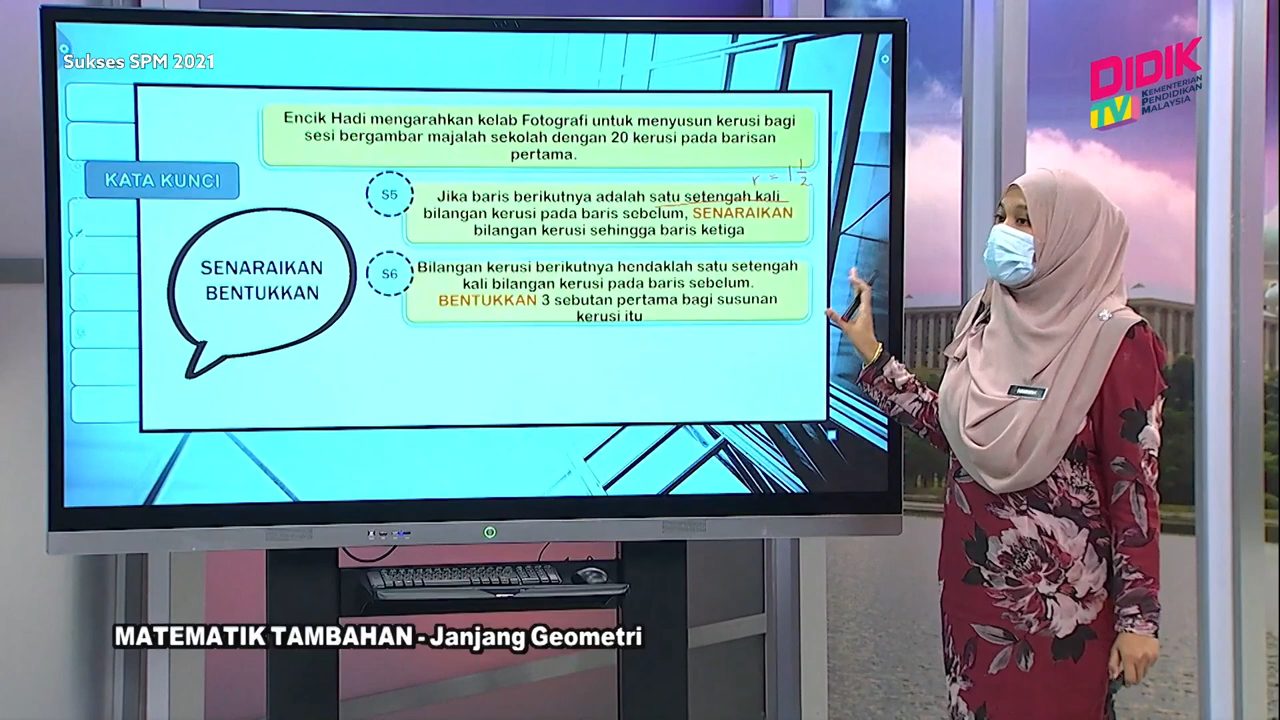 Sukses SPM 2021
DIDIK
TV
KEMENTERIAN
PENDIDIKAN
MALAYSIA
Encik Hadi mengarahkan kelab Fotografi untuk menyusun kerusi bagi
sesi bergambar majalah sekolah dengan 20 kerusi pada barisan
pertama.
KATA KUNCI
r = 1 1/2
S5
Jika baris berikutnya adalah satu setengah kali
bilangan kerusi pada baris sebelum, SENARAIKAN
bilangan kerusi sehingga baris ketiga
SENARAIKAN
BENTUKKAN
S6
Bilangan kerusi berikutnya hendaklah satu setengah
kali bilangan kerusi pada baris sebelum.
BENTUKKAN 3 sebutan pertama bagi susunan
kerusi itu
MATEMATIK TAMBAHAN - Janjang Geometri